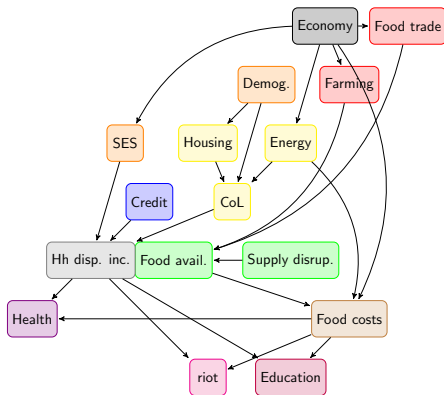 Economy
Food trade
Demog.
Farming
SES
Housing
Energy
Credit
CoL
Hh disp. inc.
Food avail.
Supply disrup.
Health
Food costs
riot
Education